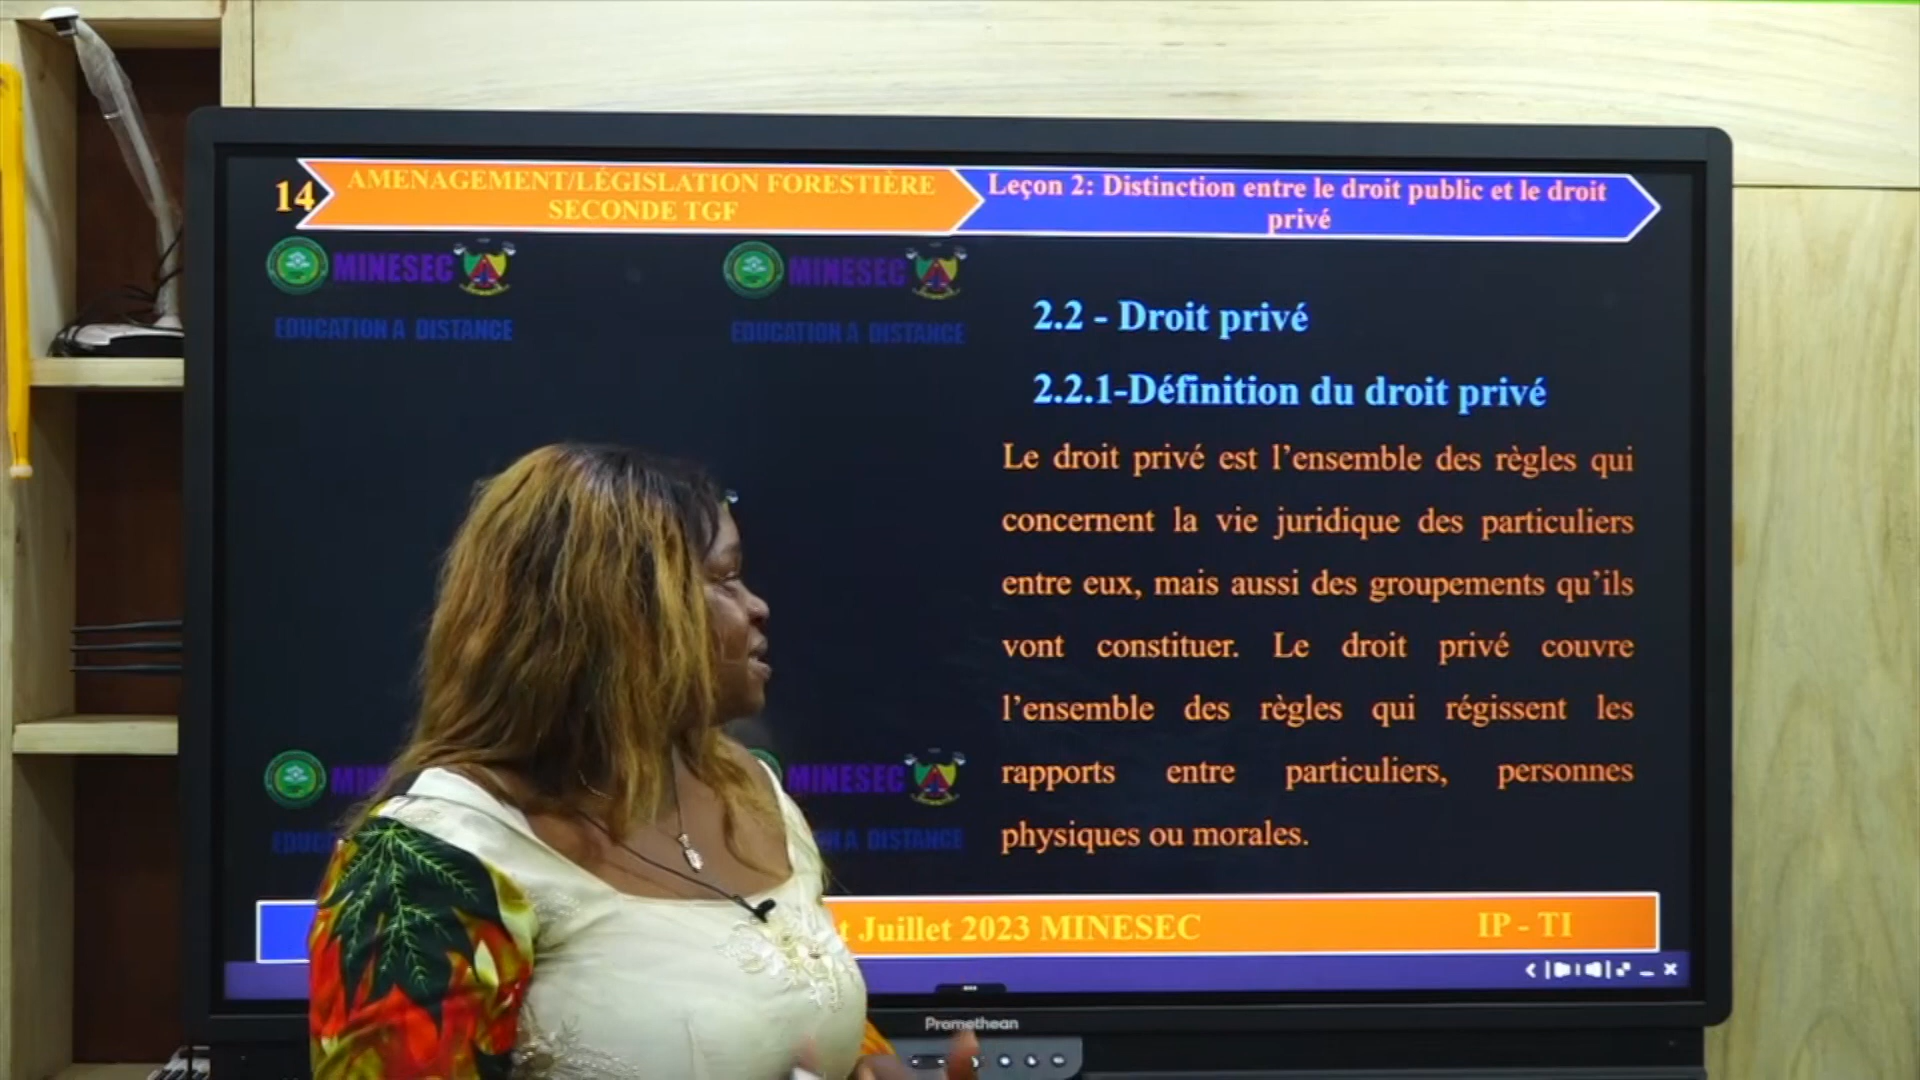 14
AMENAGEMENT/LÉGISLATION FORESTIÈRE
SECONDE TGF
Leçon 2: Distinction entre le droit public et le droit
privé
MINESEC
MINESEC
EDUCATION A DISTANCE
EDUCATION A DISTANCE
2.2 - Droit privé
2.2.1-Définition du droit privé
Le droit privé est l’ensemble des règles qui
concernent la vie juridique des particuliers
entre eux, mais aussi des groupements qu’ils
vont constituer. Le droit privé couvre
l’ensemble des règles qui régissent les
rapports entre particuliers, personnes
physiques ou morales.
MINESEC
A DISTANCE
Juillet 2023 MINESEC
IP - TI
Promethean